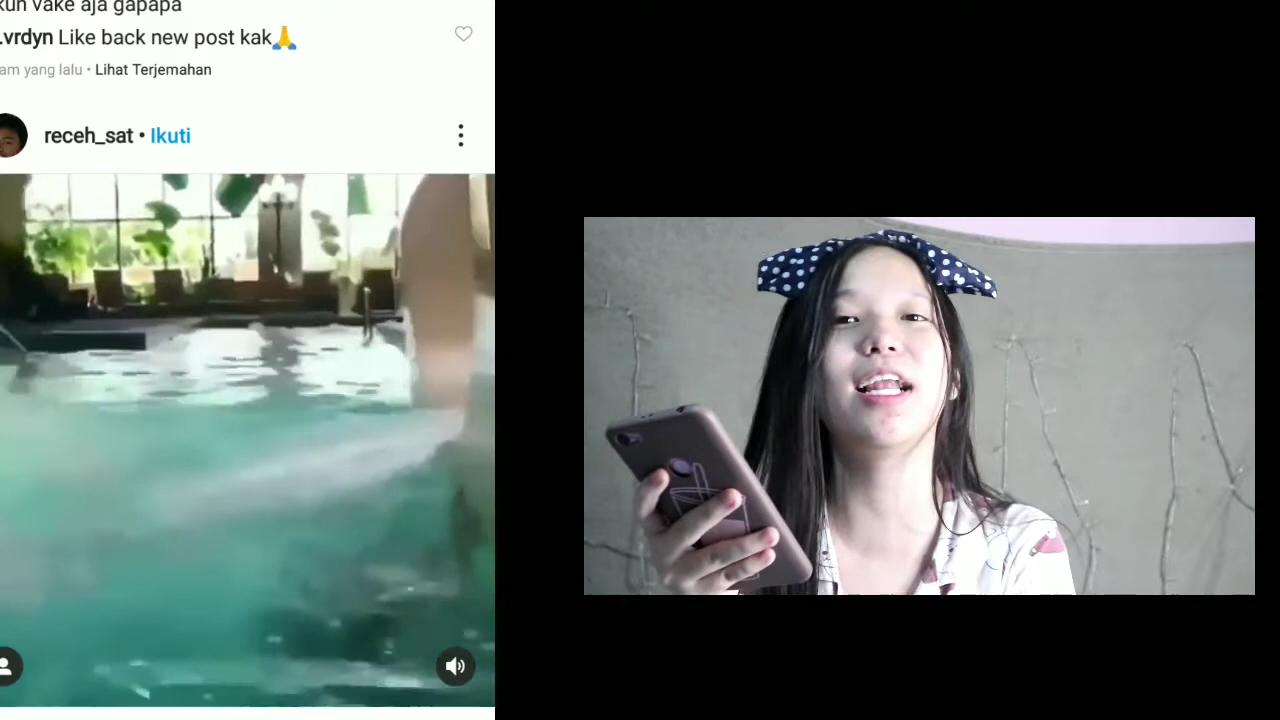 kun vake aja gapapa
.vrdyn Like back new post kak🙏
am yang lalu • Lihat Terjemahan
receh_sat • Ikuti